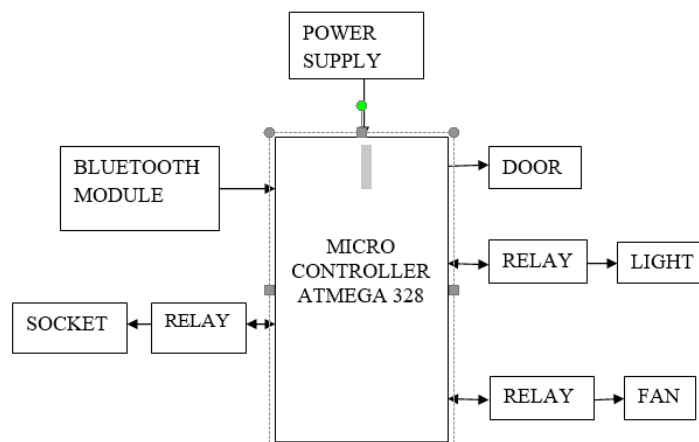 POWER
SUPPLY
BLUETOOTH
MODULE
DOOR
MICRO
CONTROLLER
ATMEGA 328
RELAY
LIGHT
SOCKET
RELAY
RELAY
FAN